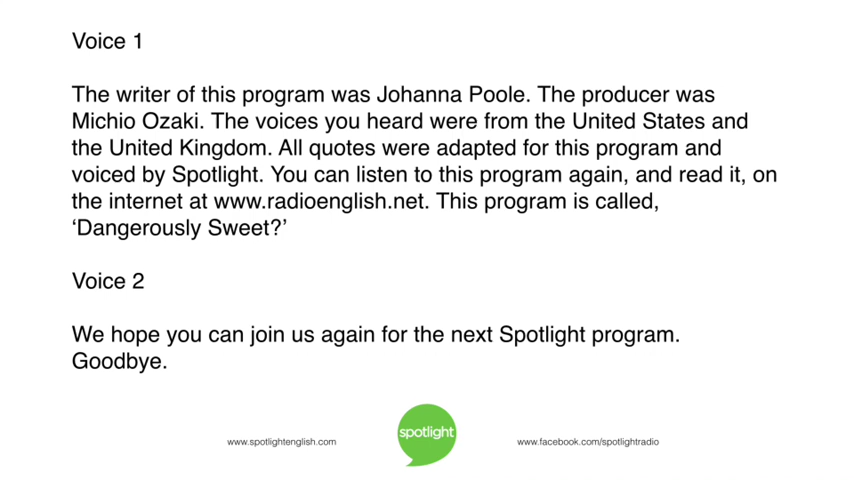 Voice 1
The writer of this program was Johanna Poole. The producer was
Michio Ozaki. The voices you heard were from the United States and
the United Kingdom. All quotes were adapted for this program and
voiced by Spotlight. You can listen to this program again, and read it, on
the internet at www.radioenglish.net. This program is called,
‘Dangerously Sweet?’
Voice 2
We hope you can join us again for the next Spotlight program.
Goodbye.
www.spotlightenglish.com
spotlight
www.facebook.com/spotlightradio